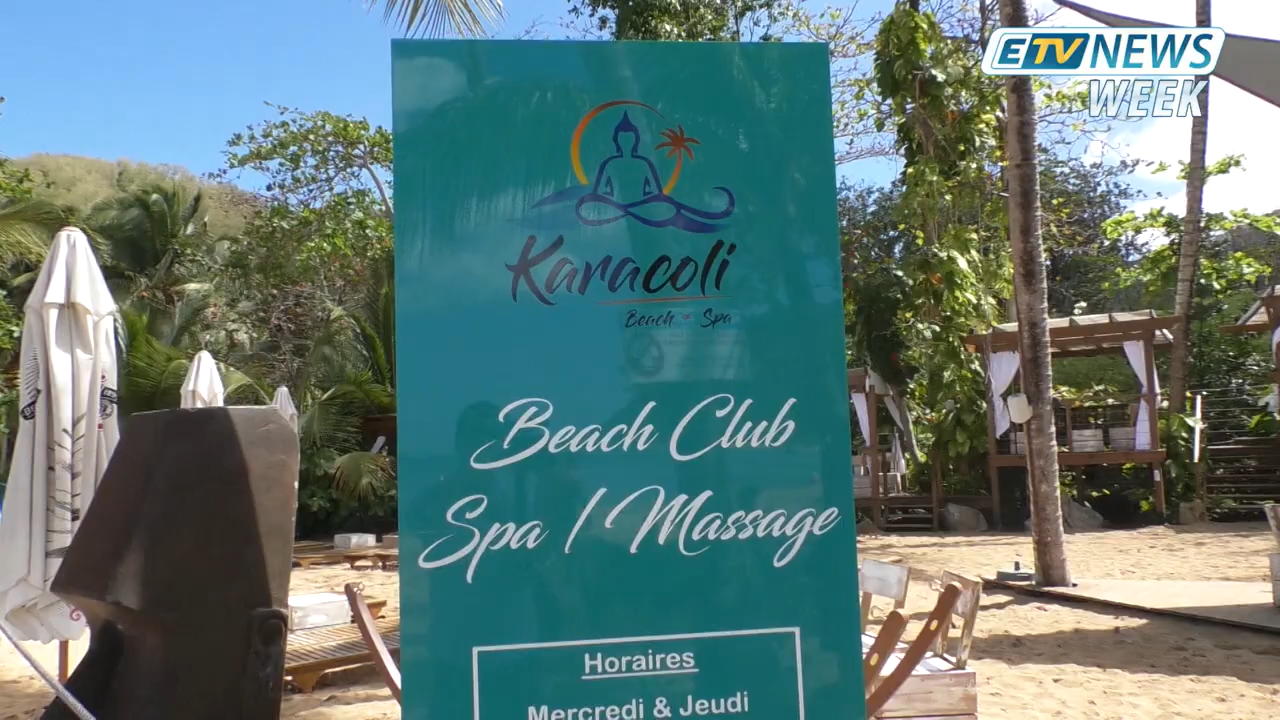 ETV NEWS
WEEK
Karacoli
Beach Spa
Beach Club
Spa / Massage
Horaires
Mercredi & Jeudi